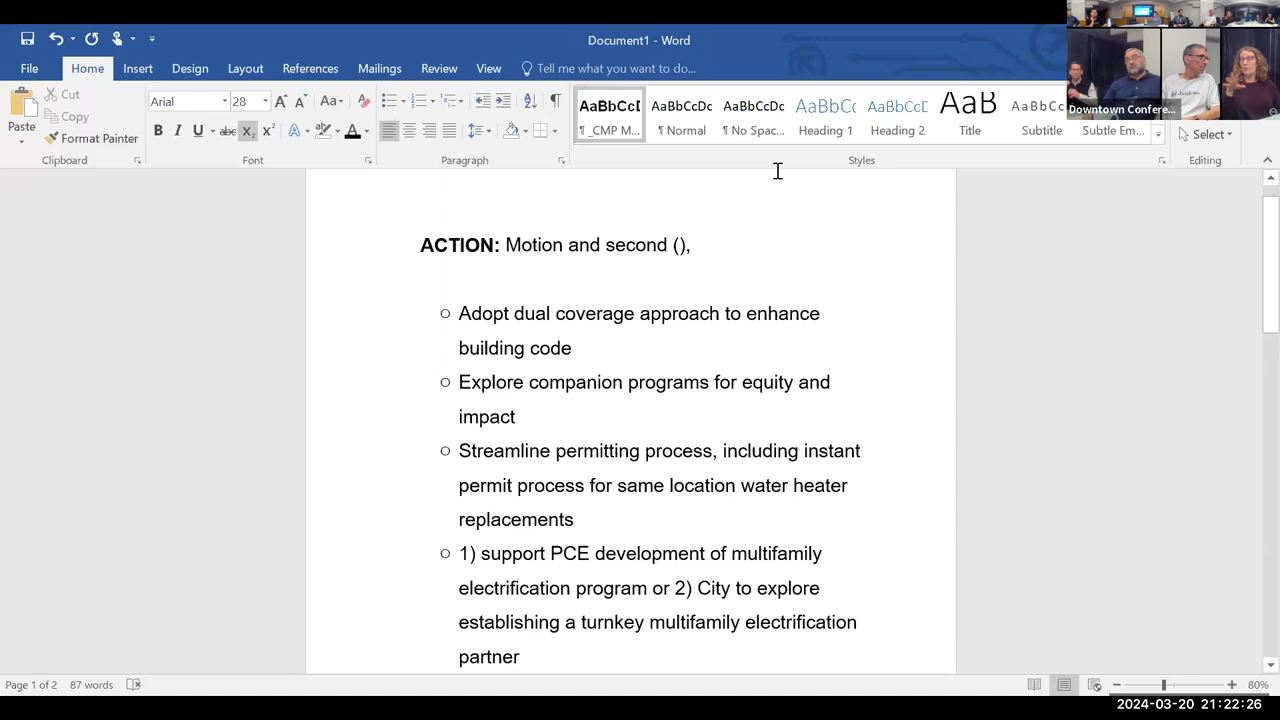 Document1 - Word
File Home Insert Design Layout References Mailings Review View Tell me what you want to do...
Downtown Confere...
Paste
Cut
Copy
Format Painter
Clipboard
Arial 28
Font
Paragraph
AaBbCcI AaBbCcDc AaBbCcDc AaBbCc AaBbCc AaB AaBbCc
¶ _CMP M... ¶ Normal ¶ No Spac... Heading 1 Heading 2 Title Subtitle Subtle Em...
Styles
Select
Editing
ACTION: Motion and second (),
○ Adopt dual coverage approach to enhance
building code
○ Explore companion programs for equity and
impact
○ Streamline permitting process, including instant
permit process for same location water heater
replacements
○ 1) support PCE development of multifamily
electrification program or 2) City to explore
establishing a turnkey multifamily electrification
partner
Page 1 of 2 87 words 80%
2024-03-20 21:22:26